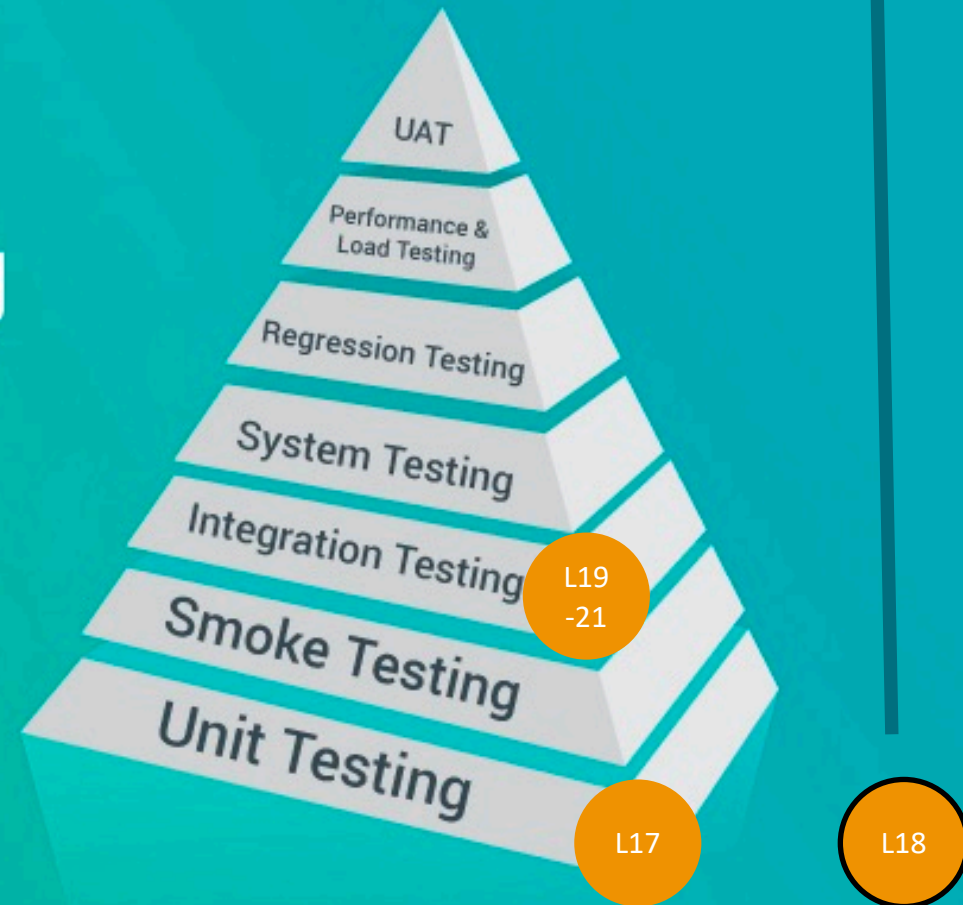 UAT
Performance &
Load Testing
Regression Testing
System Testing
Integration Testing
L19
-21
Smoke Testing
Unit Testing
L17
L18